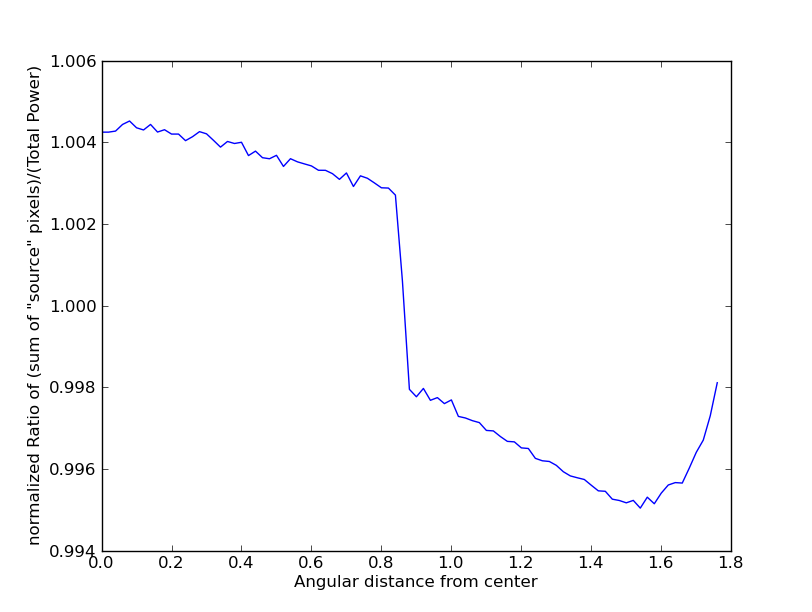 normalized Ratio of (sum of "source" pixels)/(Total Power)
1.006
1.004
1.002
1.000
0.998
0.996
0.994
0.0 0.2 0.4 0.6 0.8 1.0 1.2 1.4 1.6 1.8
Angular distance from center